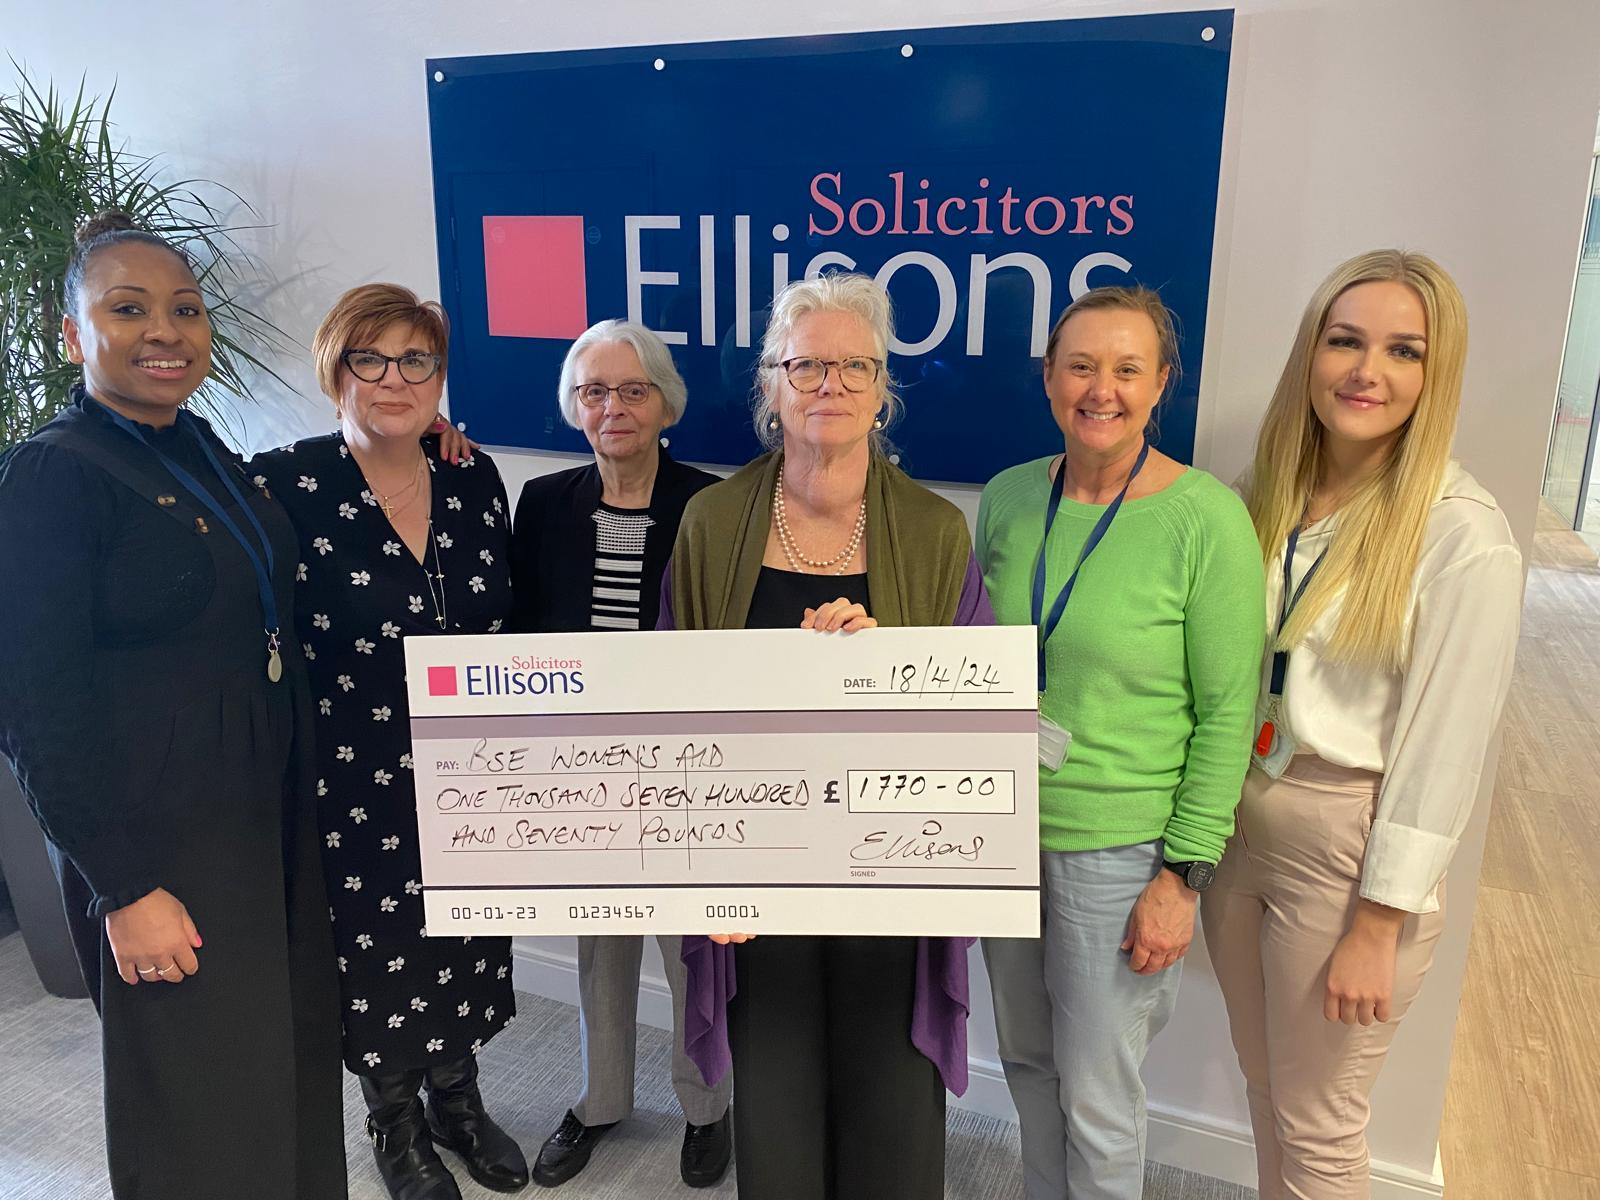 Solicitors
Ellisons
Solicitors
Ellisons
DATE: 18/4/24
PAY: BSE WOMEN'S AID
ONE THOUSAND SEVEN HUNDRED £ 1770-00
AND SEVENTY POUNDS
Ellisons
SIGNED
00-01-23 01234567 00001